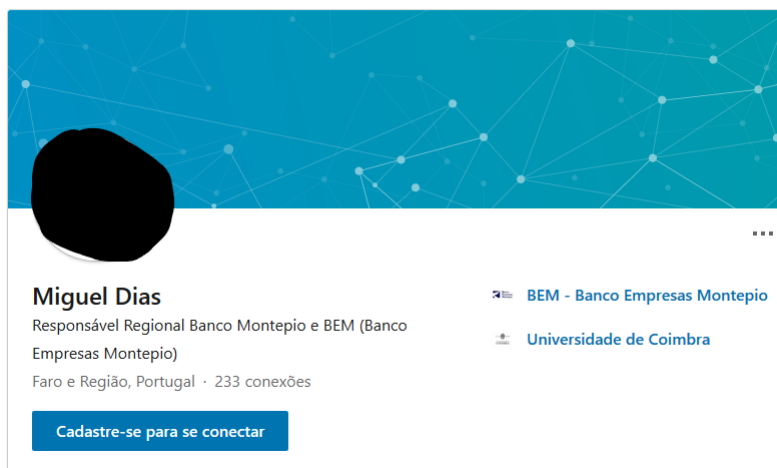 Miguel Dias
Responsável Regional Banco Montepio e BEM (Banco
Empresas Montepio)
Faro e Região, Portugal · 233 conexões
Cadastre-se para se conectar
BEM - Banco Empresas Montepio
Universidade de Coimbra